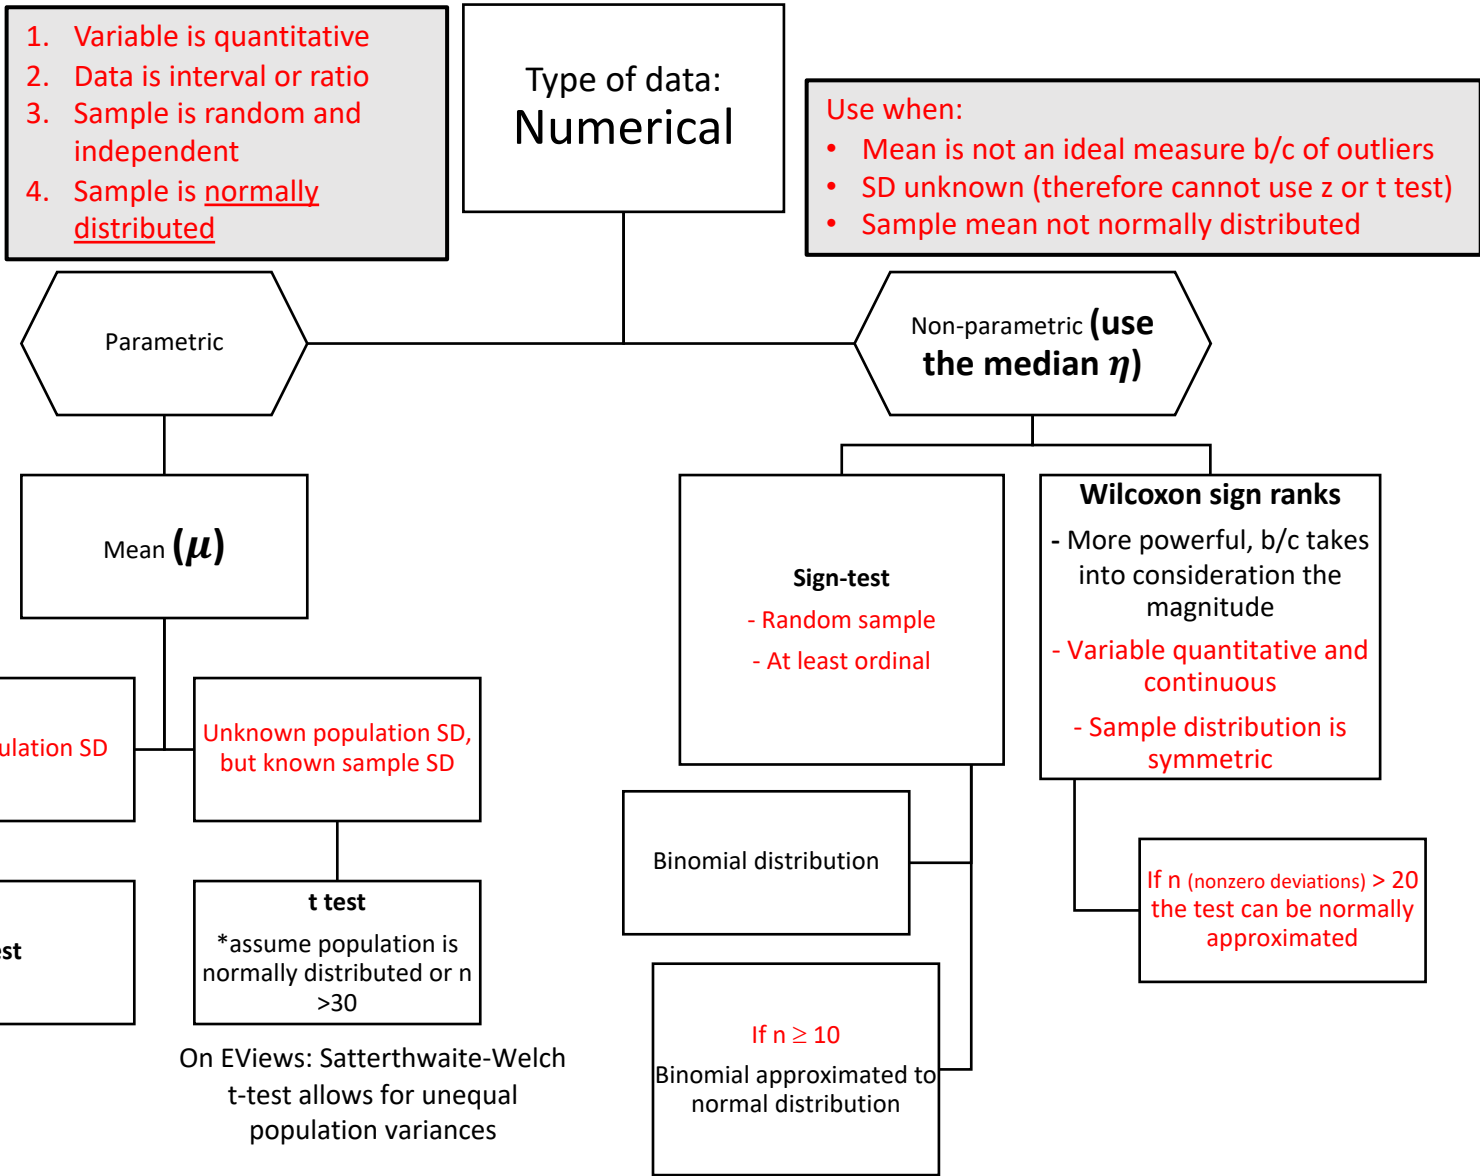 1. Variable is quantitative
2. Data is interval or ratio
3. Sample is random and
independent
4. Sample is normally
distributed
Type of data:
Numerical
Use when:
• Mean is not an ideal measure b/c of outliers
• SD unknown (therefore cannot use z or t test)
• Sample mean not normally distributed
Parametric
Non-parametric (use
the median η)
Mean (μ)
Sign-test
- Random sample
- At least ordinal
Wilcoxon sign ranks
- More powerful, b/c takes
into consideration the
magnitude
- Variable quantitative and
continuous
- Sample distribution is
symmetric
ulation SD
Unknown population SD,
but known sample SD
Binomial distribution
If n (nonzero deviations) > 20
the test can be normally
approximated
est
t test
*assume population is
normally distributed or n
>30
If n ≥ 10
Binomial approximated to
normal distribution
On EViews: Satterthwaite-Welch
t-test allows for unequal
population variances